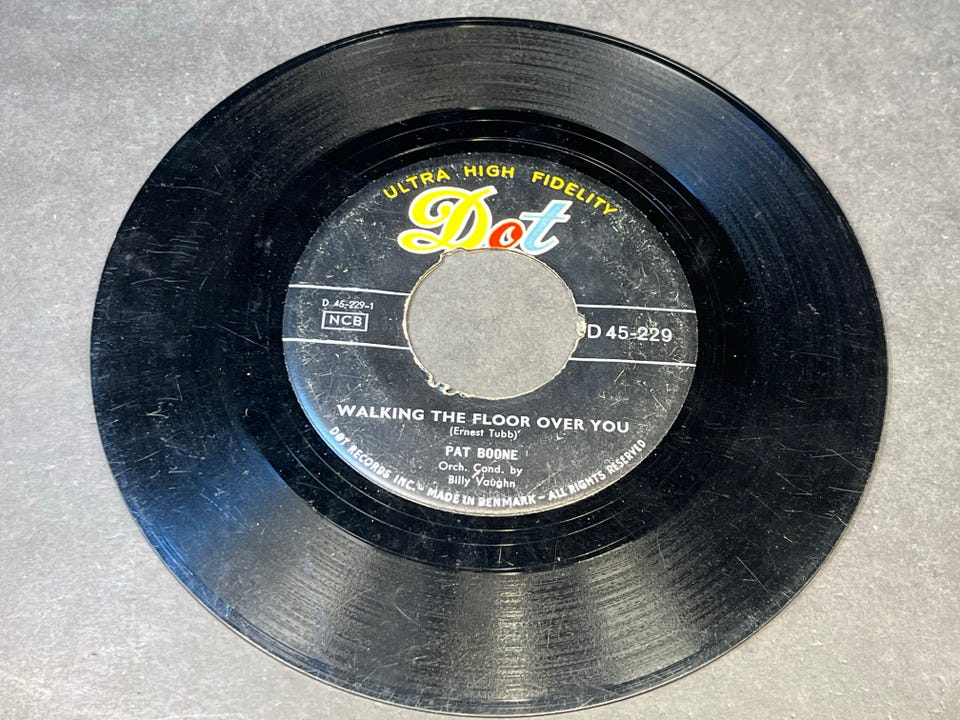 ULTRA HIGH FIDELITY
Dot
D 45-229-1
NCB
D 45-229
WALKING THE FLOOR OVER YOU
(Ernest Tubb)
PAT BOONE
Orch. Cond. by
Billy Vaughn
DOT RECORDS INC. - MADE IN DENMARK - ALL RIGHTS RESERVED